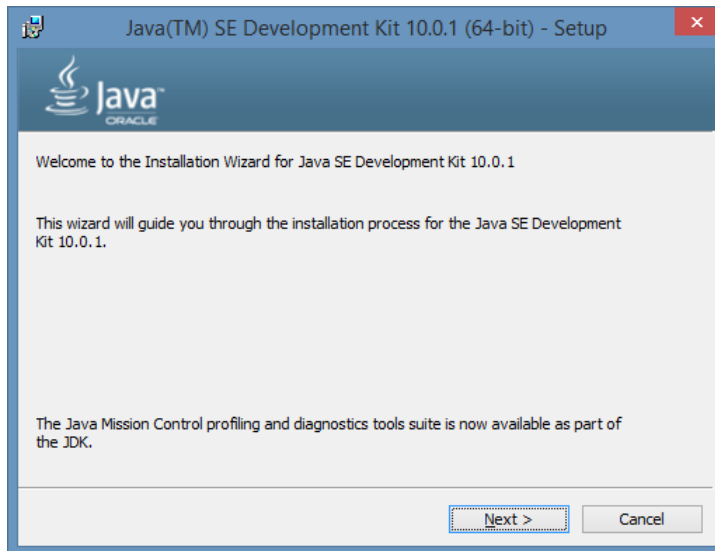 Java(TM) SE Development Kit 10.0.1 (64-bit) - Setup
Java™
ORACLE
Welcome to the Installation Wizard for Java SE Development Kit 10.0.1
This wizard will guide you through the installation process for the Java SE Development
Kit 10.0.1.
The Java Mission Control profiling and diagnostics tools suite is now available as part of
the JDK.
Next > Cancel